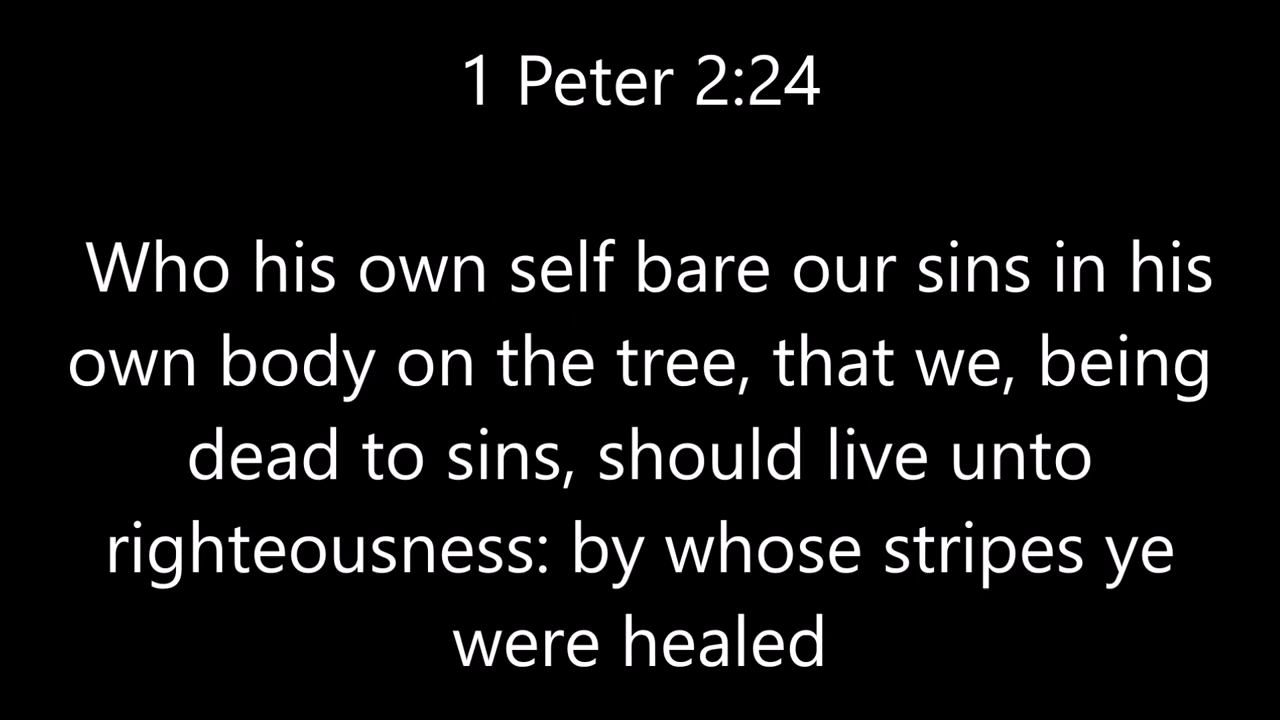 1 Peter 2:24
Who his own self bare our sins in his
own body on the tree, that we, being
dead to sins, should live unto
righteousness: by whose stripes ye
were healed